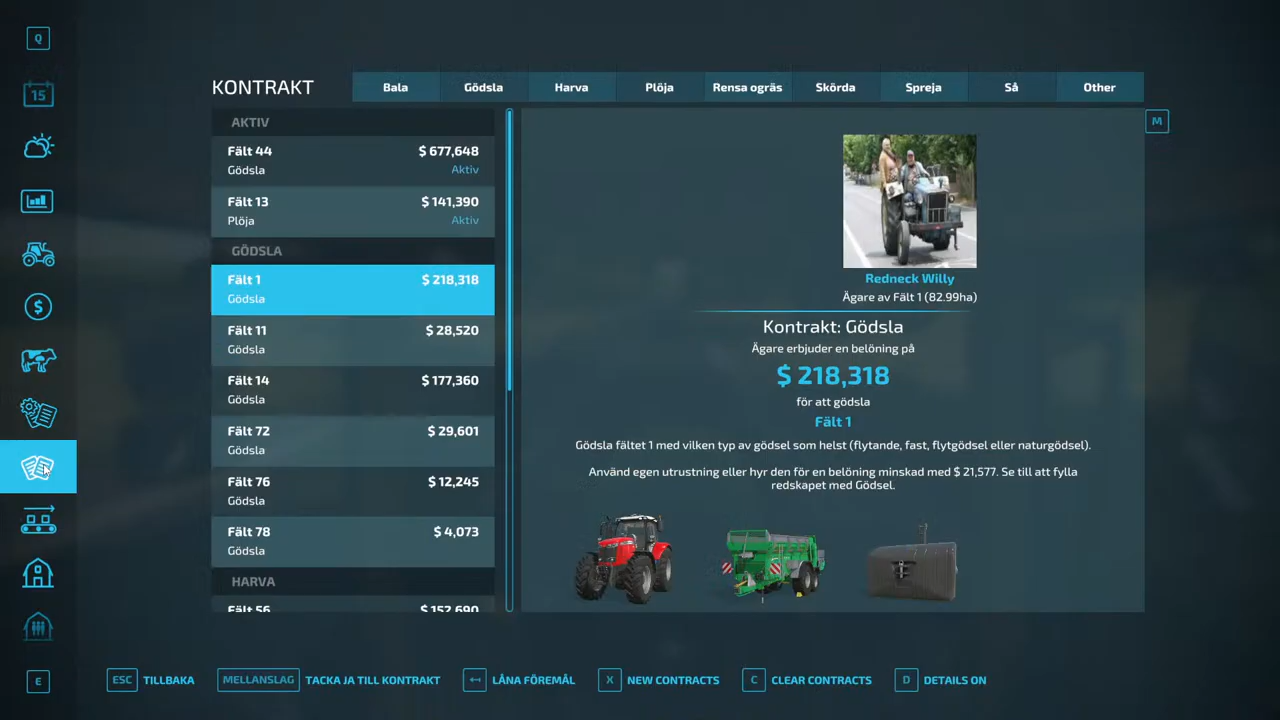 Q
15
KONTRAKT
Bala
Gödsla
Harva
Plöja
Rensa ogräs
Skörda
Spreja
Så
Other
M
AKTIV
Fält 44 $ 677,648
Gödsla Aktiv
Fält 13 $ 141,390
Plöja Aktiv
GÖDSLA
Fält 1 $ 218,318
Gödsla
Fält 11 $ 28,520
Gödsla
Fält 14 $ 177,360
Gödsla
Fält 72 $ 29,601
Gödsla
Fält 76 $ 12,245
Gödsla
Fält 78 $ 4,073
Gödsla
HARVA
Fält 56 $ 152,690
Redneck Willy
Ägare av Fält 1 (82.99ha)
Kontrakt: Gödsla
Ägare erbjuder en belöning på
$ 218,318
för att gödsla
Fält 1
Gödsla fältet 1 med vilken typ av gödsel som helst (flytande, fast, flytgödsel eller naturgödsel).
Använd egen utrustning eller hyr den för en belöning minskad med $ 21,577. Se till att fylla
redskapet med Gödsel.
E
ESC TILLBAKA
MELLANSLAG TACKA JA TILL KONTRAKT
LÅNA FÖREMÅL
X NEW CONTRACTS
C CLEAR CONTRACTS
D DETAILS ON